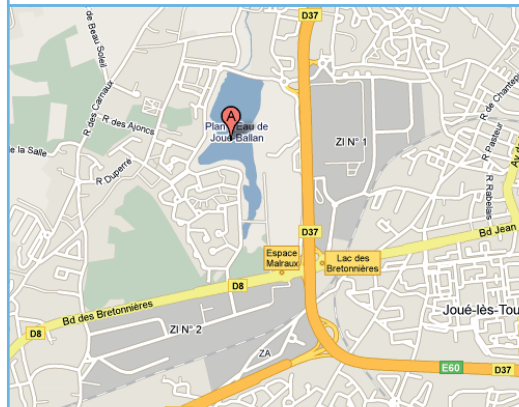 D37
de Beau Soleil
R des Carnaux
R des Ajoncs
A
Plan Eau de
Joué Ballan
ZI N° 1
R de Chantep
R Pasteur
Av d
e la Salle
R Duperré
R Rabelais
D37
Bd Jean
Espace
Malraux
Lac des
Bretonnières
D8
Bd des Bretonnières
D8
ZI N° 2
Joué-lès-Tou
ZA
E60
D37